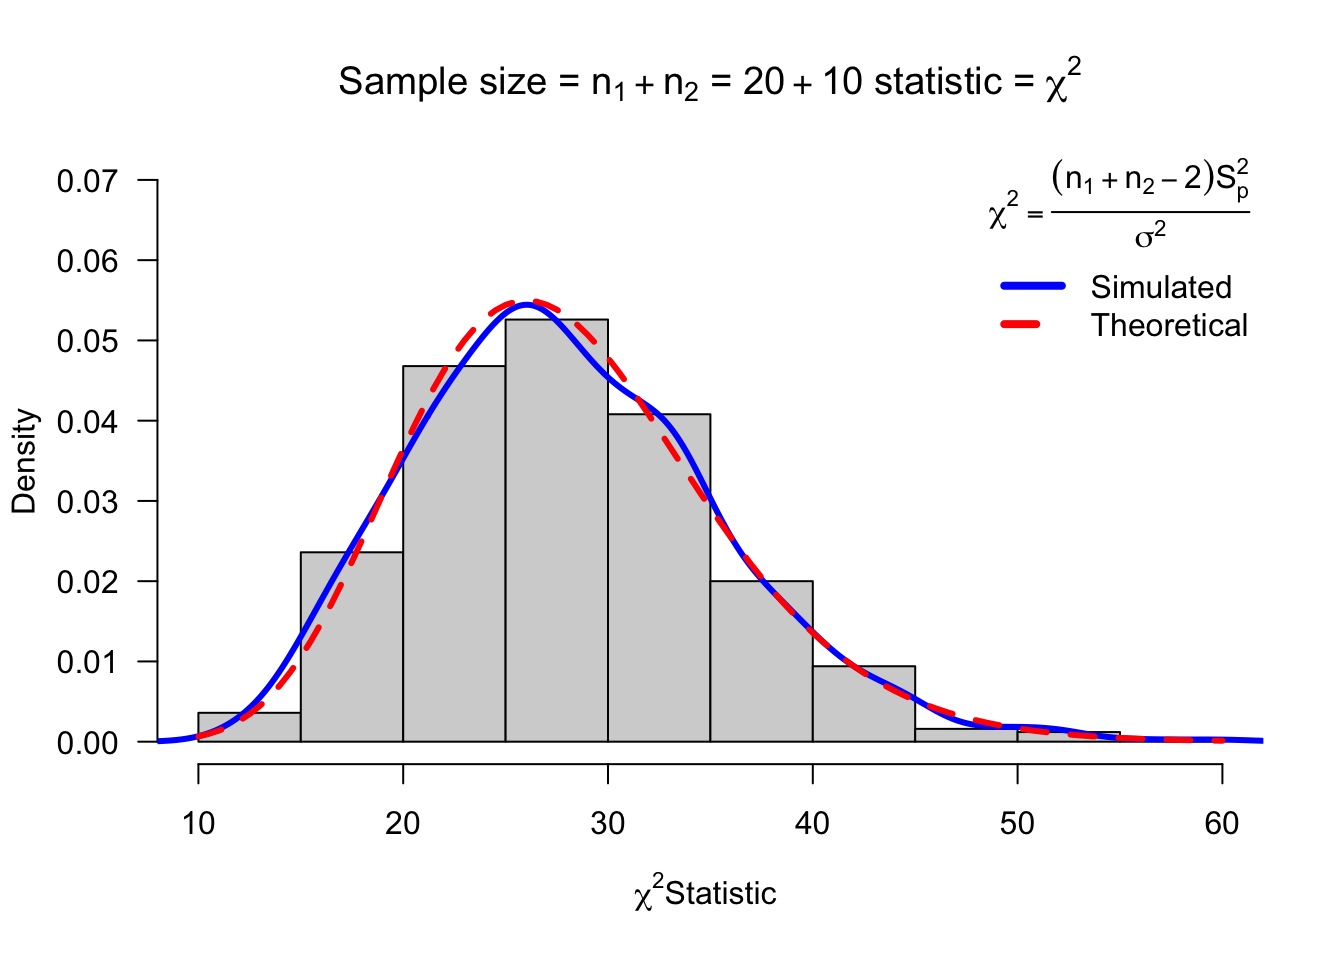 Sample size = n₁ + n₂ = 20 + 10 statistic = χ²
χ² = (n₁ + n₂ − 2)Sₚ² / σ²
Simulated
Theoretical
Density
0.07
0.06
0.05
0.04
0.03
0.02
0.01
0.00
10 20 30 40 50 60
χ²Statistic